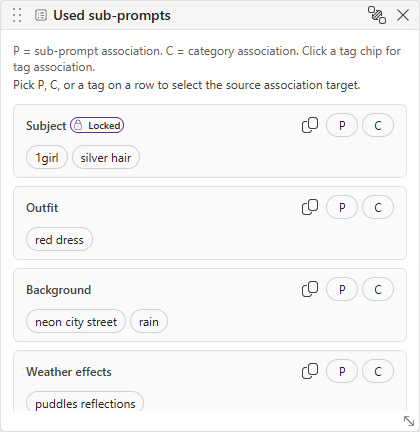 Used sub-prompts
P = sub-prompt association. C = category association. Click a tag chip for
tag association.
Pick P, C, or a tag on a row to select the source association target.
Subject Locked P C
1girl silver hair
Outfit P C
red dress
Background P C
neon city street rain
Weather effects P C
puddles reflections